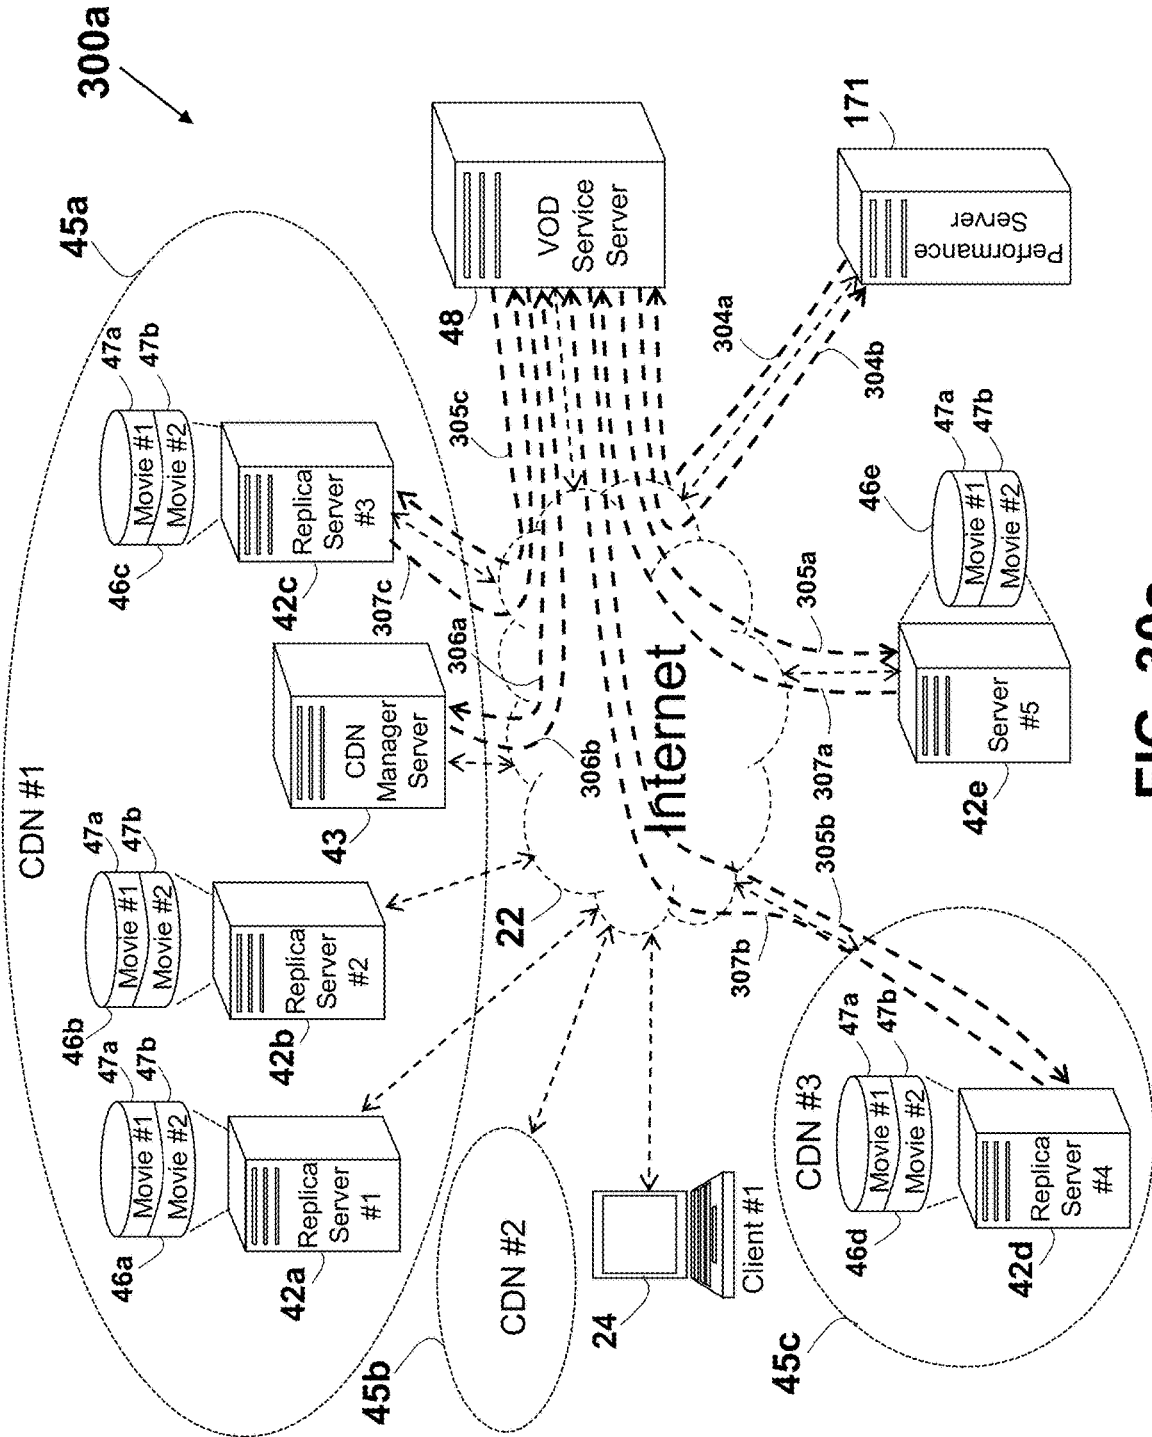 300a
45a
CDN #1
47a
47b
Movie #1
Movie #2
46a
Replica
Server
#1
42a
47a
47b
Movie #1
Movie #2
46b
Replica
Server
#2
42b
CDN
Manager
Server
43
47a
47b
Movie #1
Movie #2
46c
Replica
Server
#3
42c
307c
306a
306b
305c
VOD
Service
Server
48
CDN #2
45b
22
Internet
Client #1
24
304a
304b
171
Performance
Server
CDN #3
47a
47b
Movie #1
Movie #2
46d
Replica
Server
#4
42d
45c
307b
305b
307a
305a
Server
#5
42e
46e
Movie #1
Movie #2
47a
47b